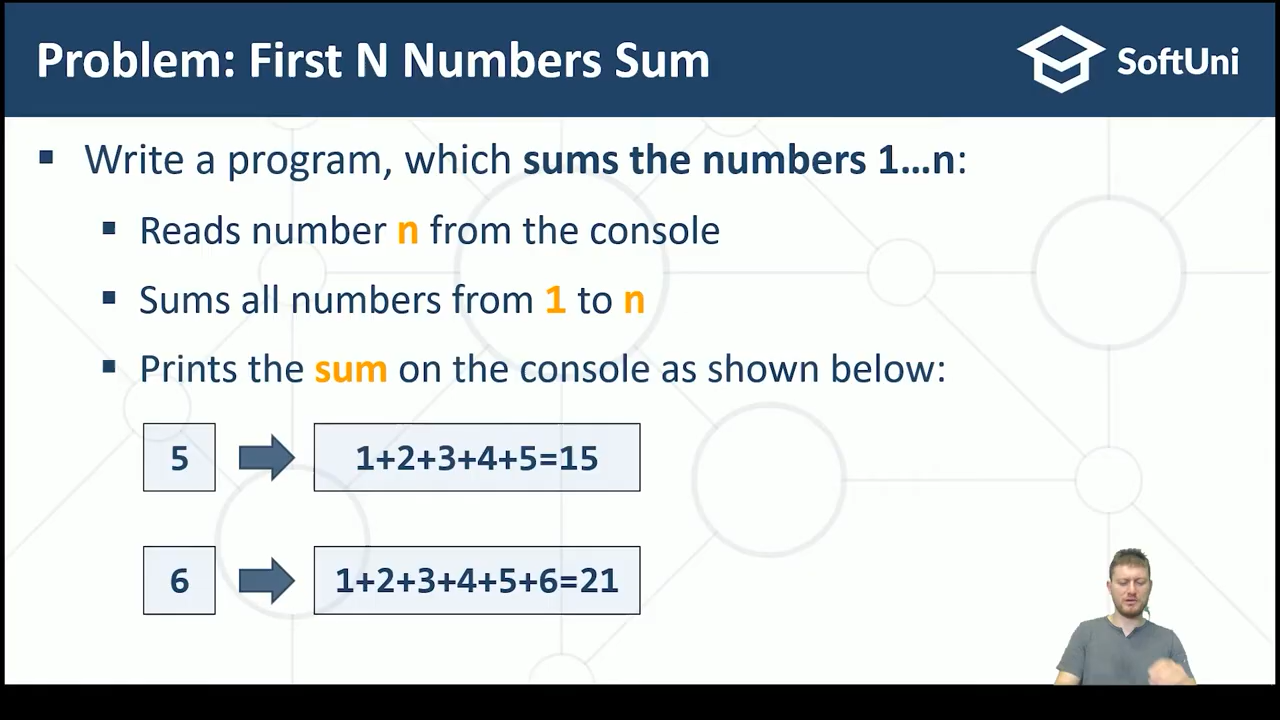 Problem: First N Numbers Sum
SoftUni
▪ Write a program, which sums the numbers 1…n:
▪ Reads number n from the console
▪ Sums all numbers from 1 to n
▪ Prints the sum on the console as shown below:
5
1+2+3+4+5=15
6
1+2+3+4+5+6=21